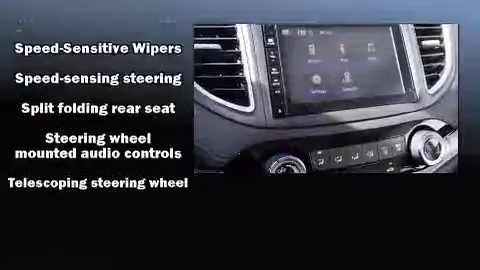 Speed-Sensitive Wipers
Speed-sensing steering
Split folding rear seat
Steering wheel
mounted audio controls
Telescoping steering wheel